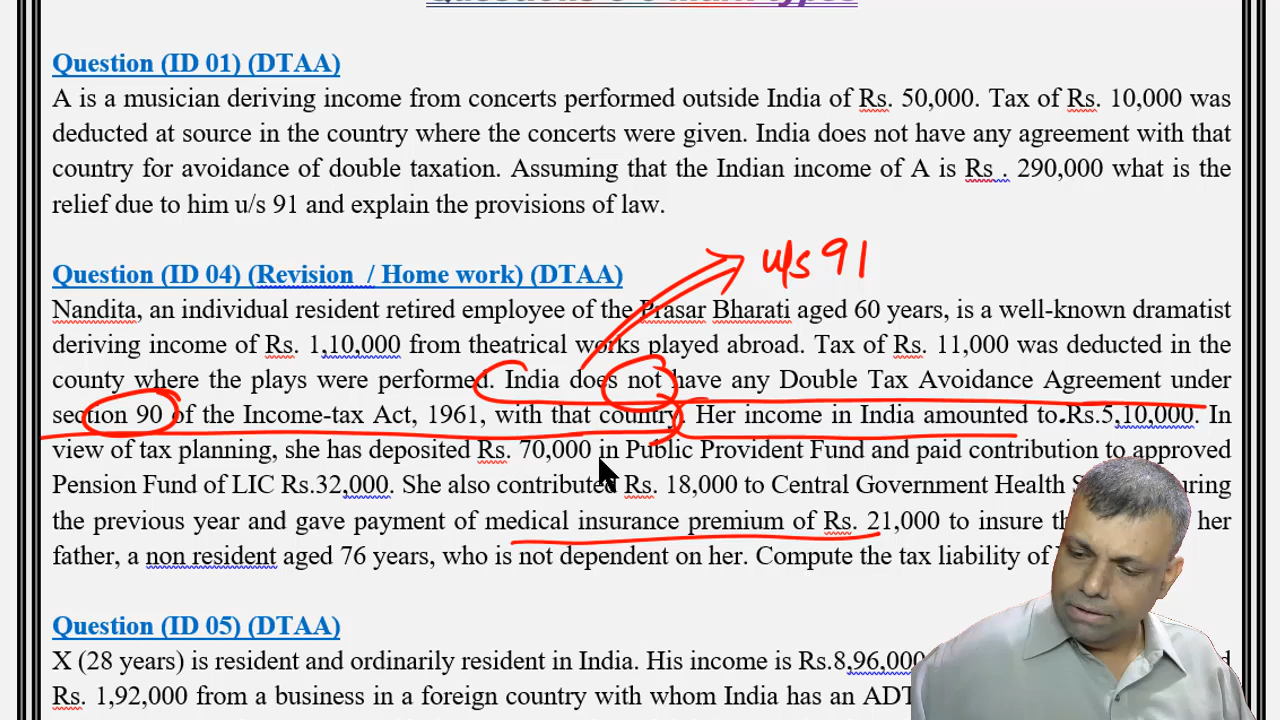 Question (ID 01) (DTAA)
A is a musician deriving income from concerts performed outside India of Rs. 50,000. Tax of Rs. 10,000 was
deducted at source in the country where the concerts were given. India does not have any agreement with that
country for avoidance of double taxation. Assuming that the Indian income of A is Rs . 290,000 what is the
relief due to him u/s 91 and explain the provisions of law.
u/s 91
Question (ID 04) (Revision / Home work) (DTAA)
Nandita, an individual resident retired employee of the Prasar Bharati aged 60 years, is a well-known dramatist
deriving income of Rs. 1,10,000 from theatrical works played abroad. Tax of Rs. 11,000 was deducted in the
county where the plays were performed. India does not have any Double Tax Avoidance Agreement under
section 90 of the Income-tax Act, 1961, with that country. Her income in India amounted to.Rs.5,10,000. In
view of tax planning, she has deposited Rs. 70,000 in Public Provident Fund and paid contribution to approved
Pension Fund of LIC Rs.32,000. She also contributed Rs. 18,000 to Central Government Health
the previous year and gave payment of medical insurance premium of Rs. 21,000 to insure her
father, a non resident aged 76 years, who is not dependent on her. Compute the tax liability of
Question (ID 05) (DTAA)
X (28 years) is resident and ordinarily resident in India. His income is Rs.8,96,000
Rs. 1,92,000 from a business in a foreign country with whom India has an